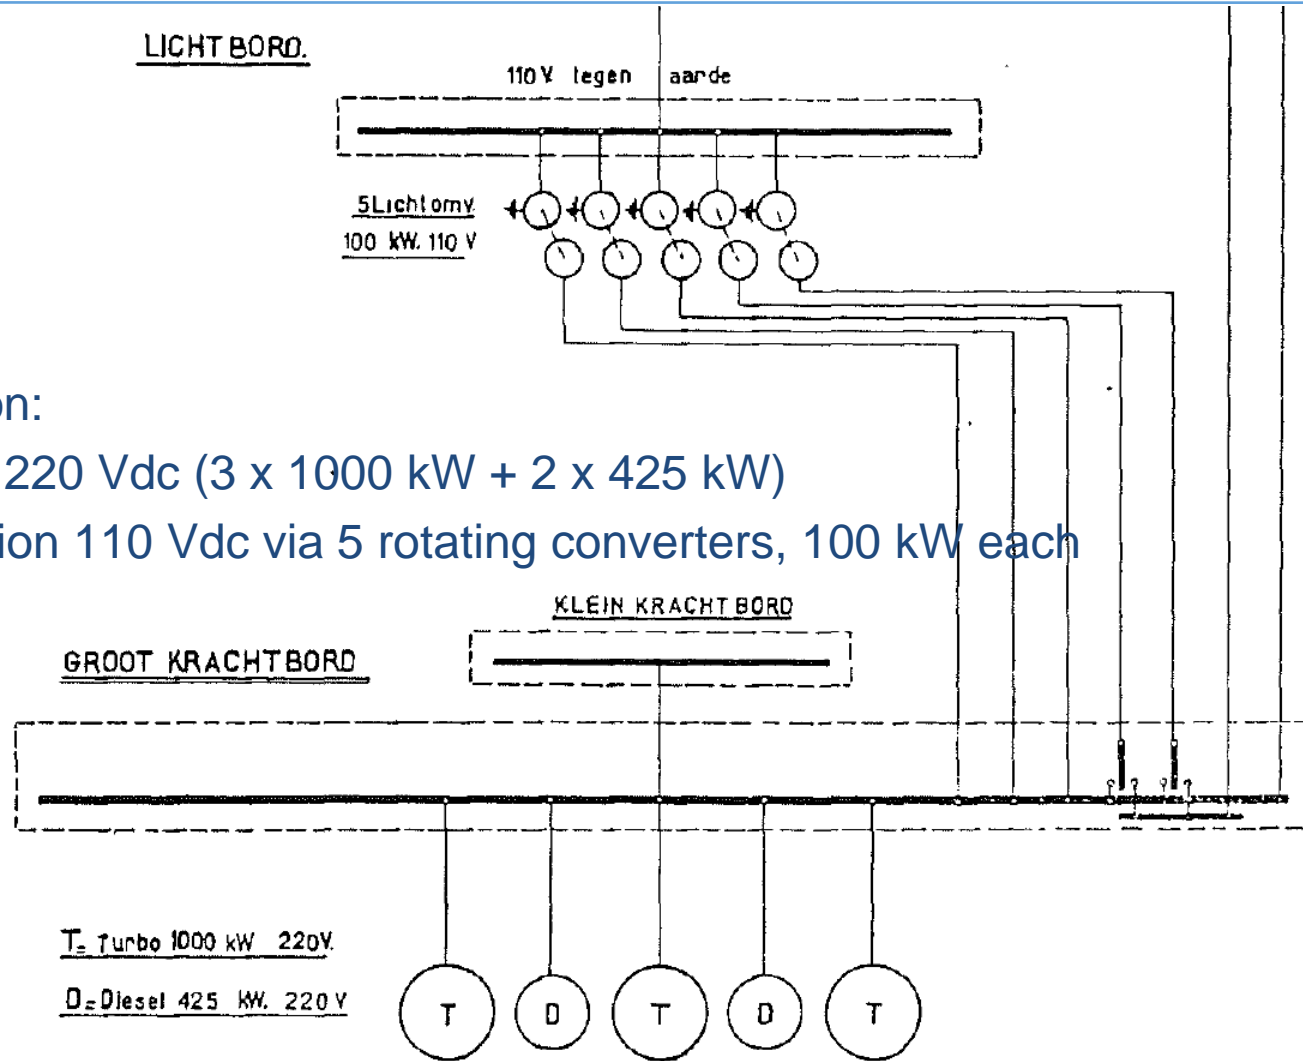 LICHT BORD.
110 V. tegen aarde
5 Lichtomv.
100 kW. 110 V
on:
220 Vdc (3 x 1000 kW + 2 x 425 kW)
ion 110 Vdc via 5 rotating converters, 100 kW each
KLEIN KRACHT BORD
GROOT KRACHTBORD
T= Turbo 1000 kW 220V.
D=Diesel 425 kW. 220 V
T D T D T